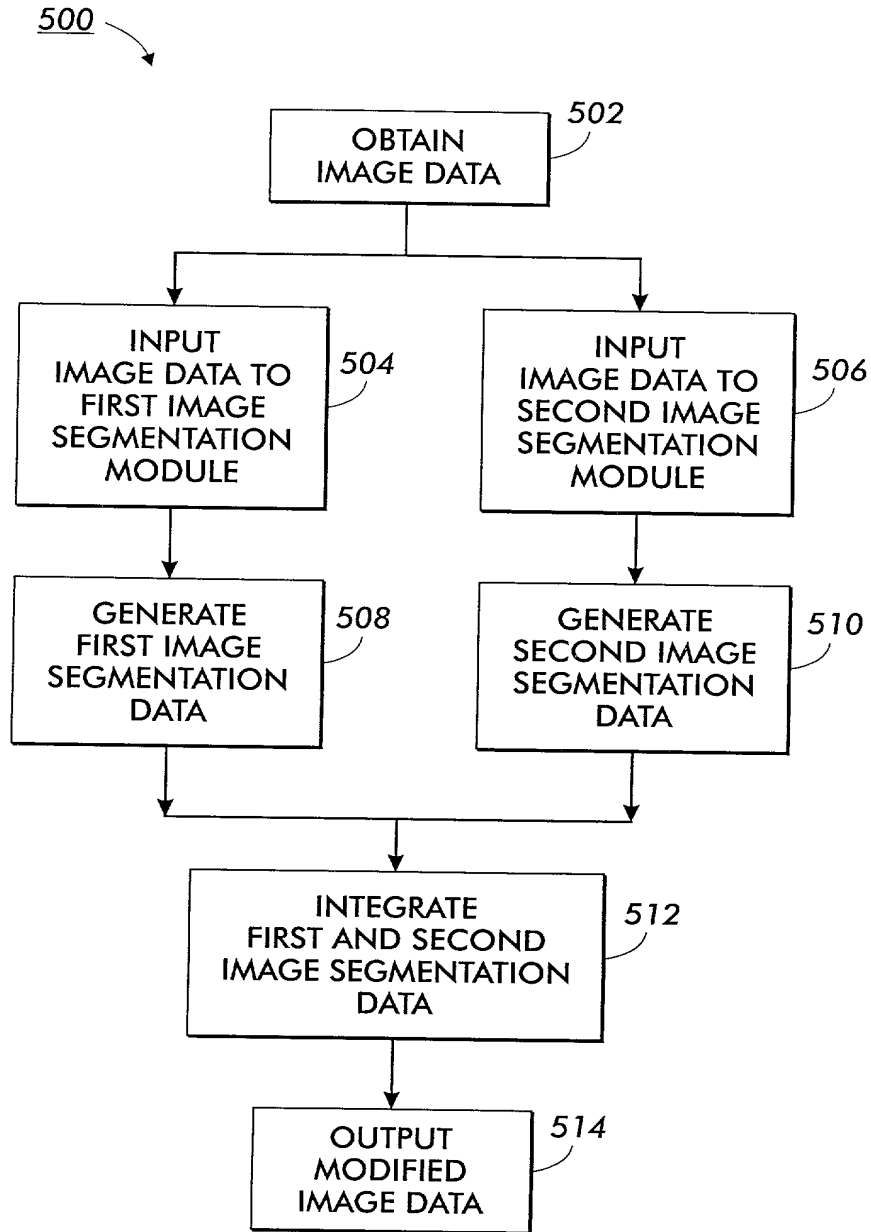 500
502
OBTAIN
IMAGE DATA
INPUT
IMAGE DATA TO
FIRST IMAGE
SEGMENTATION
MODULE
504
INPUT
IMAGE DATA TO
SECOND IMAGE
SEGMENTATION
MODULE
506
GENERATE
FIRST IMAGE
SEGMENTATION
DATA
508
GENERATE
SECOND IMAGE
SEGMENTATION
DATA
510
INTEGRATE
FIRST AND SECOND
IMAGE SEGMENTATION
DATA
512
OUTPUT
MODIFIED
IMAGE DATA
514